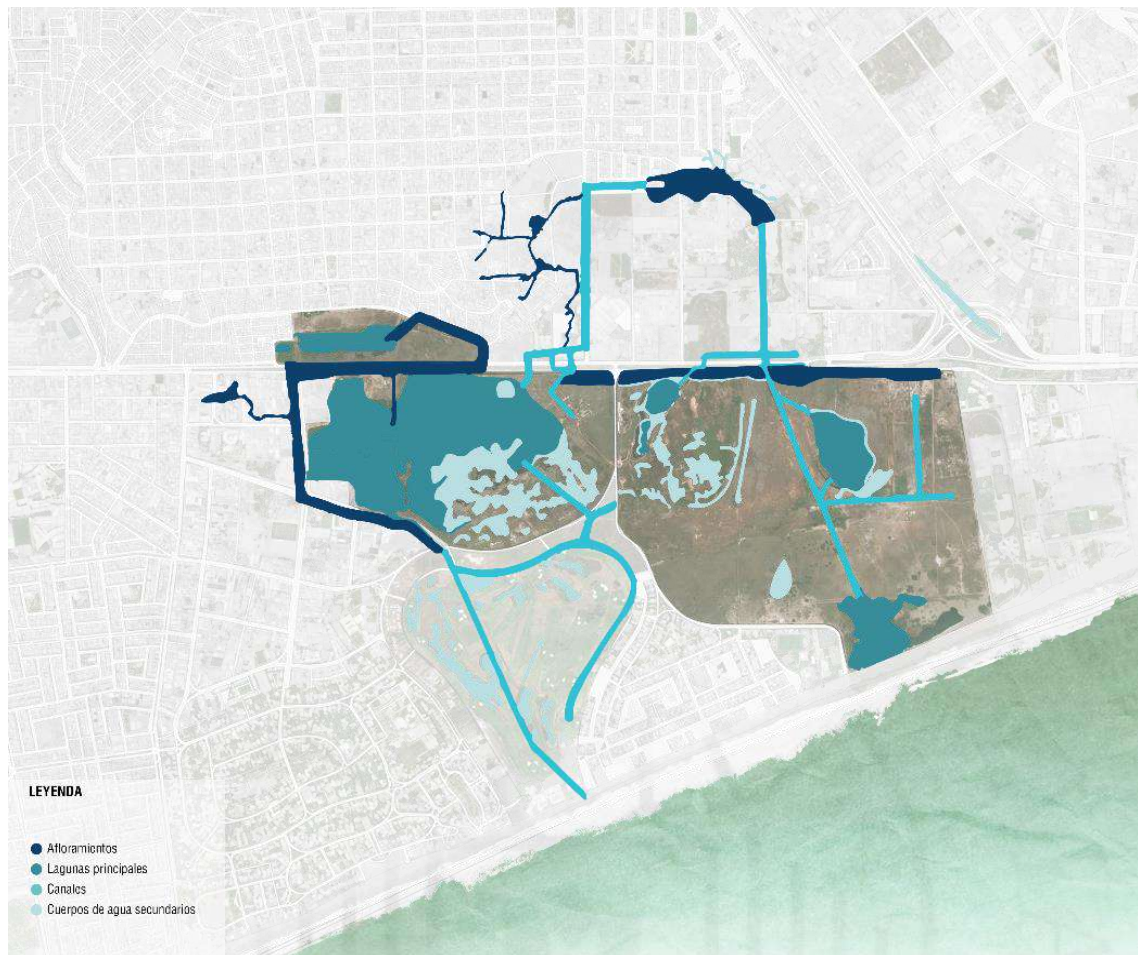 LEYENDA
Afloramientos
Lagunas principales
Canales
Cuerpos de agua secundarios